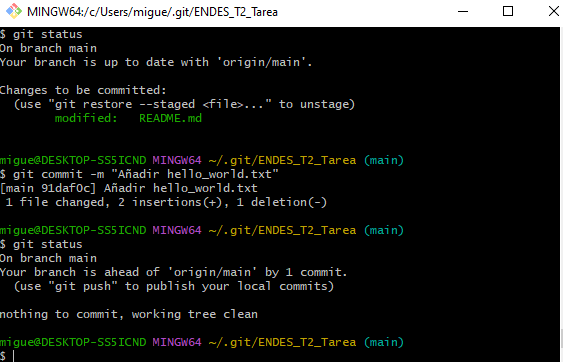 MINGW64:/c/Users/migue/.git/ENDES_T2_Tarea
$ git status
On branch main
Your branch is up to date with 'origin/main'.
Changes to be committed:
(use "git restore --staged <file>..." to unstage)
modified: README.md
migue@DESKTOP-SS5ICND MINGW64 ~/.git/ENDES_T2_Tarea (main)
$ git commit -m "Añadir hello_world.txt"
[main 91daf0c] Añadir hello_world.txt
1 file changed, 2 insertions(+), 1 deletion(-)
migue@DESKTOP-SS5ICND MINGW64 ~/.git/ENDES_T2_Tarea (main)
$ git status
On branch main
Your branch is ahead of 'origin/main' by 1 commit.
(use "git push" to publish your local commits)
nothing to commit, working tree clean
migue@DESKTOP-SS5ICND MINGW64 ~/.git/ENDES_T2_Tarea (main)
$